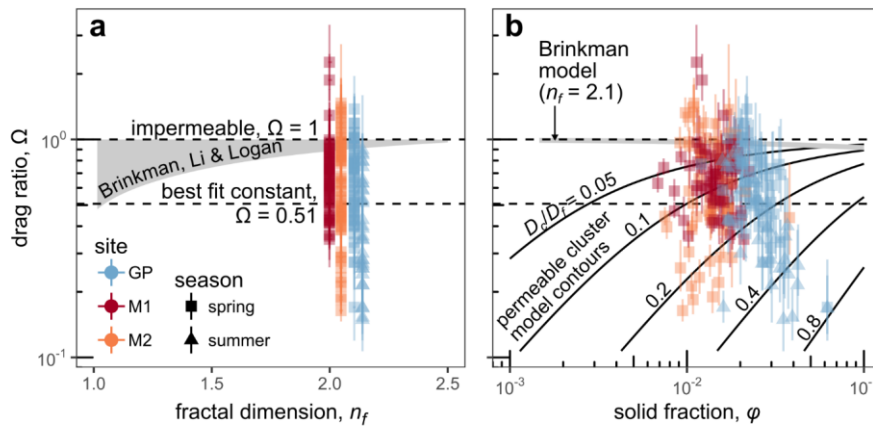 a
drag ratio, Ω
10⁰
10⁻¹
impermeable, Ω = 1
Brinkman, Li & Logan
best fit constant,
Ω = 0.51
site
GP
M1
M2
season
spring
summer
1.0
1.5
2.0
2.5
fractal dimension, n_f
b
Brinkman
model
(n_f = 2.1)
D_c/D_f = 0.05
0.1
0.2
0.4
0.8
permeable cluster
model contours
10⁻³
10⁻²
10⁻
solid fraction, φ